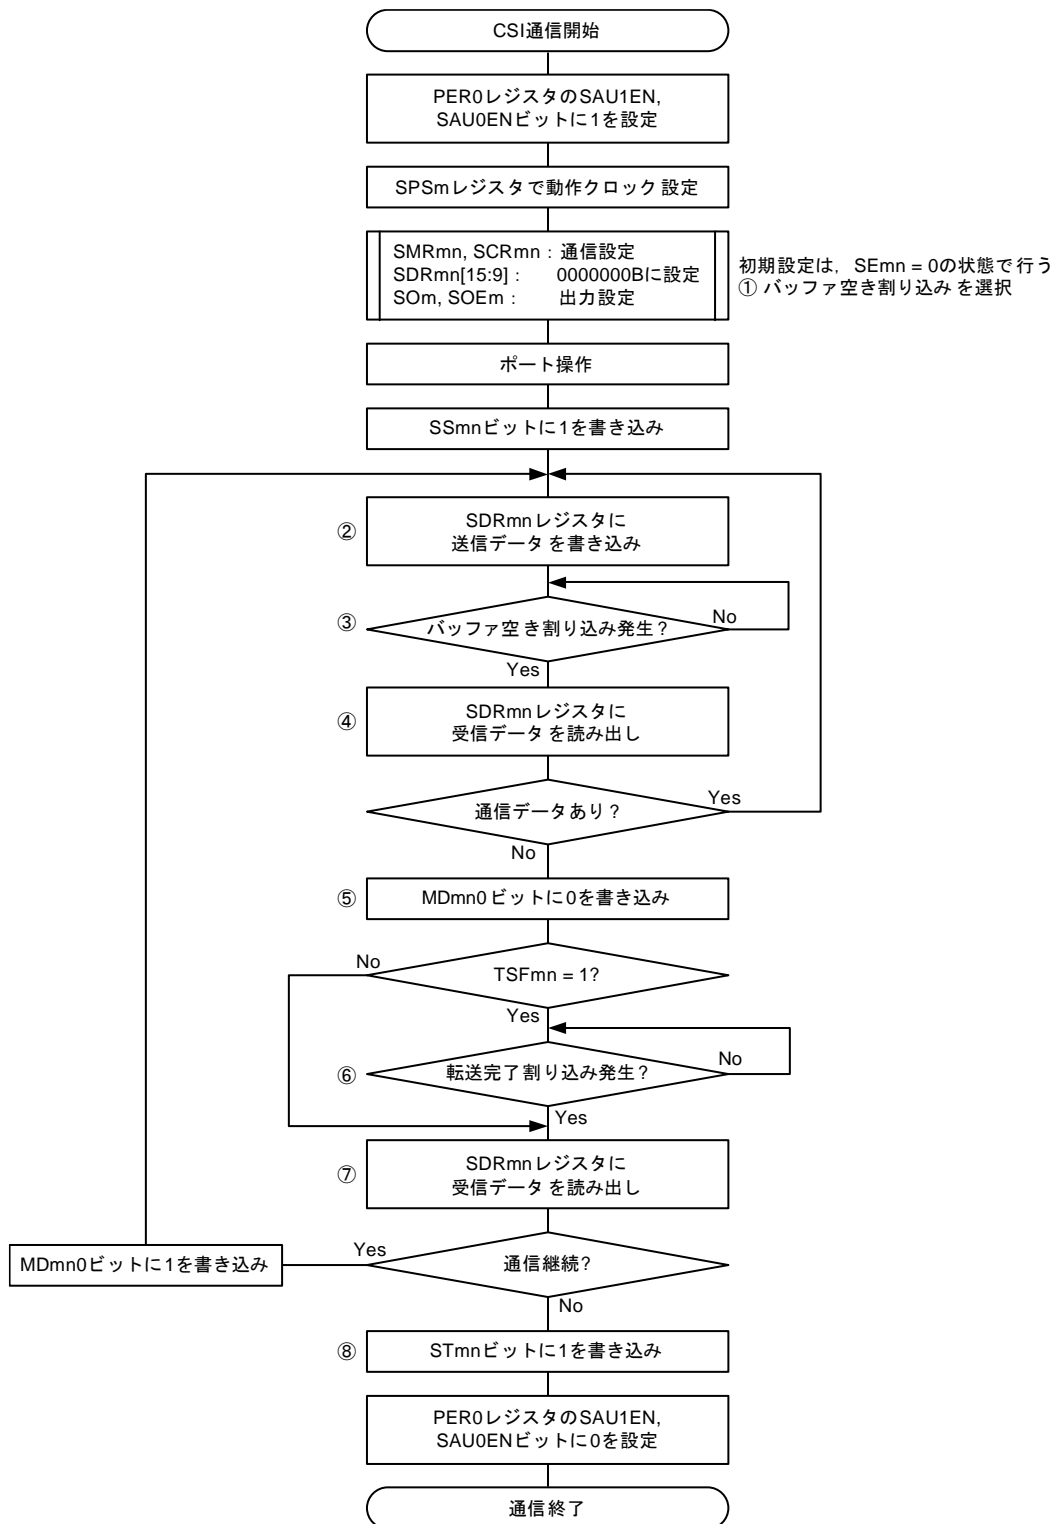 CSI通信開始
PER0レジスタのSAU1EN,
SAU0ENビットに1を設定
SPSmレジスタで動作クロック設定
SMRmn, SCRmn：通信設定
SDRmn[15:9]： 0000000Bに設定
SOm, SOEm： 出力設定
初期設定は，SEmn = 0の状態で行う
① バッファ空き割り込みを選択
ポート操作
SSmnビットに1を書き込み
②
SDRmnレジスタに
送信データを書き込み
③
バッファ空き割り込み発生？
No
Yes
④
SDRmnレジスタに
受信データを読み出し
通信データあり？
Yes
No
⑤
MDmn0ビットに0を書き込み
No
TSFmn = 1?
Yes
⑥
転送完了割り込み発生？
No
Yes
⑦
SDRmnレジスタに
受信データを読み出し
MDmn0ビットに1を書き込み
Yes
通信継続?
No
⑧
STmnビットに1を書き込み
PER0レジスタのSAU1EN,
SAU0ENビットに0を設定
通信終了